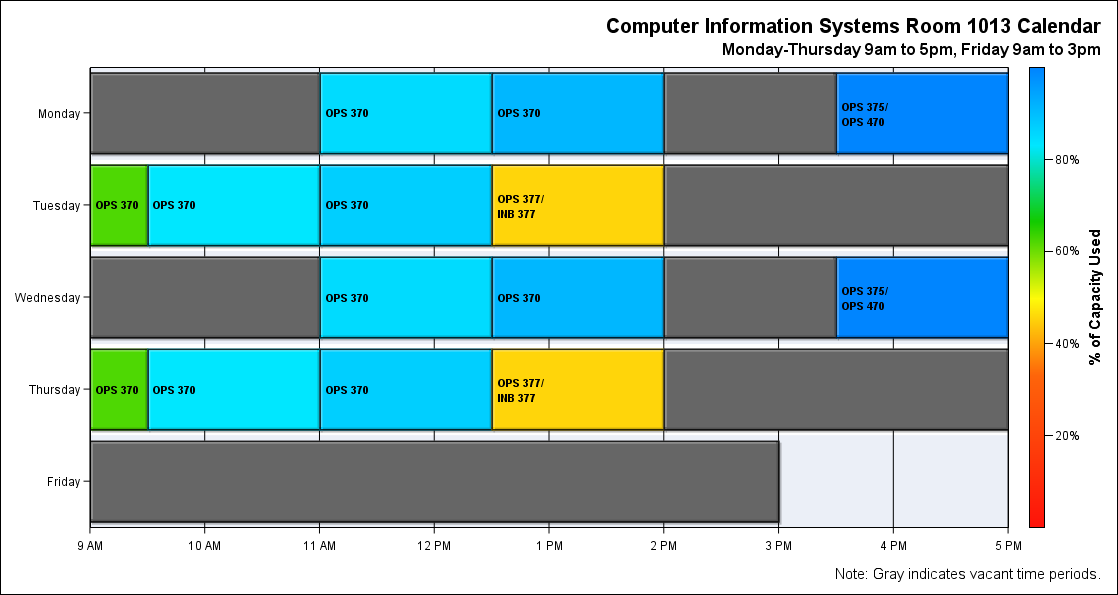 Computer Information Systems Room 1013 Calendar
Monday-Thursday 9am to 5pm, Friday 9am to 3pm
Monday
OPS 370
OPS 370
OPS 375/
OPS 470
Tuesday
OPS 370
OPS 370
OPS 370
OPS 377/
INB 377
Wednesday
OPS 370
OPS 370
OPS 375/
OPS 470
Thursday
OPS 370
OPS 370
OPS 370
OPS 377/
INB 377
Friday
9 AM
10 AM
11 AM
12 PM
1 PM
2 PM
3 PM
4 PM
5 PM
80%
60%
40%
20%
% of Capacity Used
Note: Gray indicates vacant time periods.